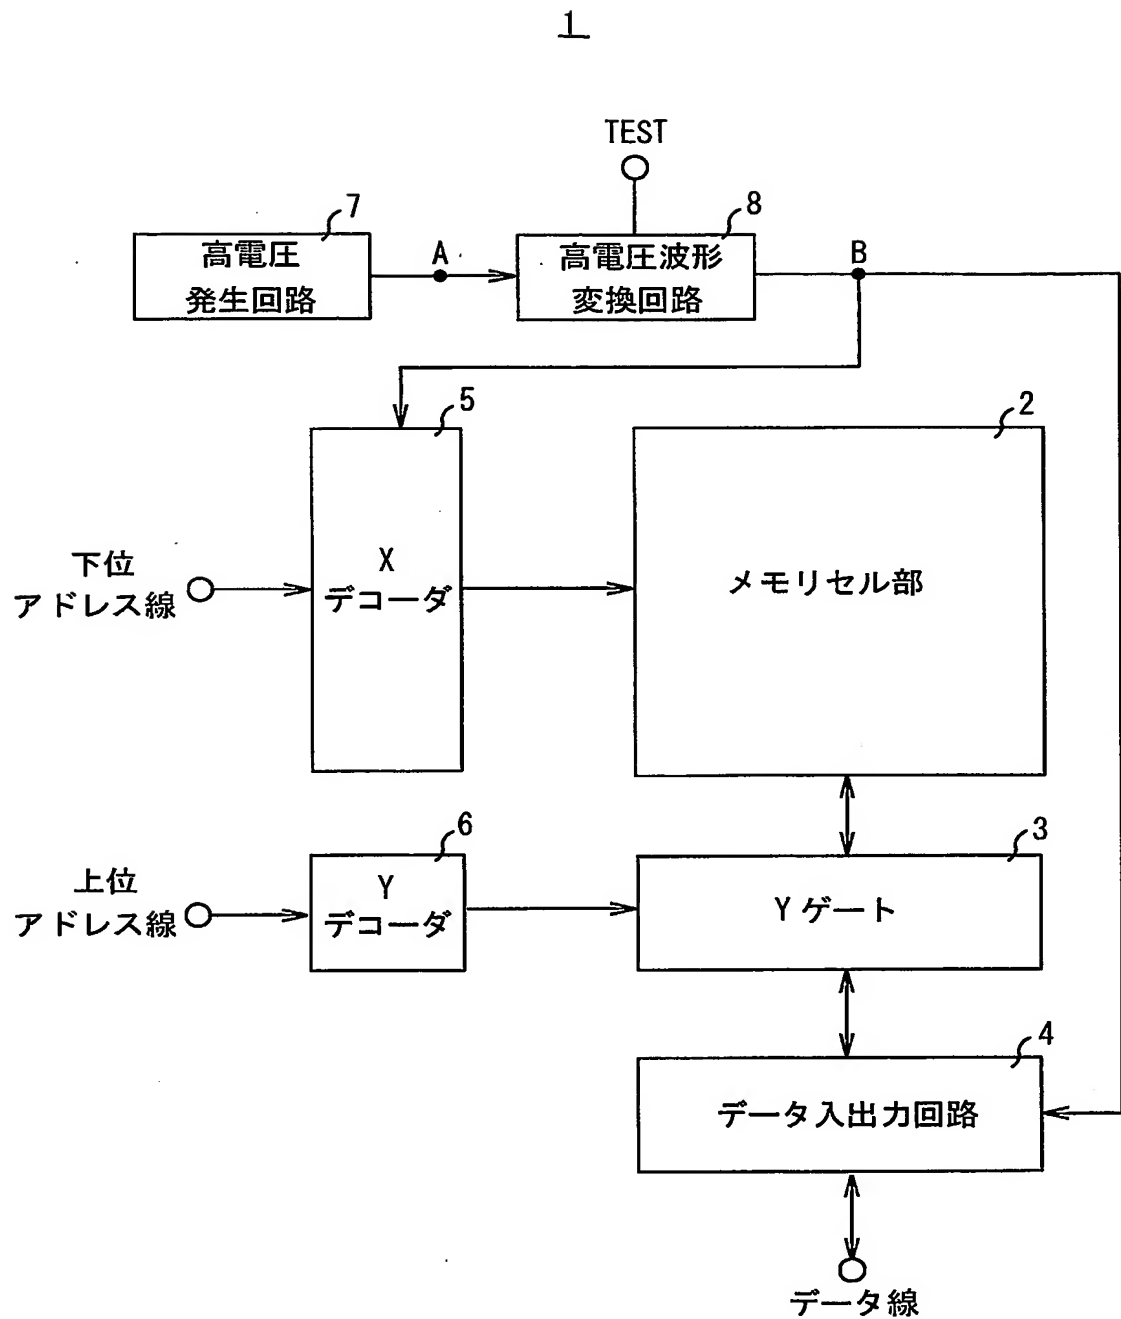 1
TEST
7
高電圧
発生回路
A
8
高電圧波形
変換回路
B
5
X
デコーダ
2
メモリセル部
下位
アドレス線
6
Y
デコーダ
上位
アドレス線
3
Yゲート
4
データ入出力回路
データ線